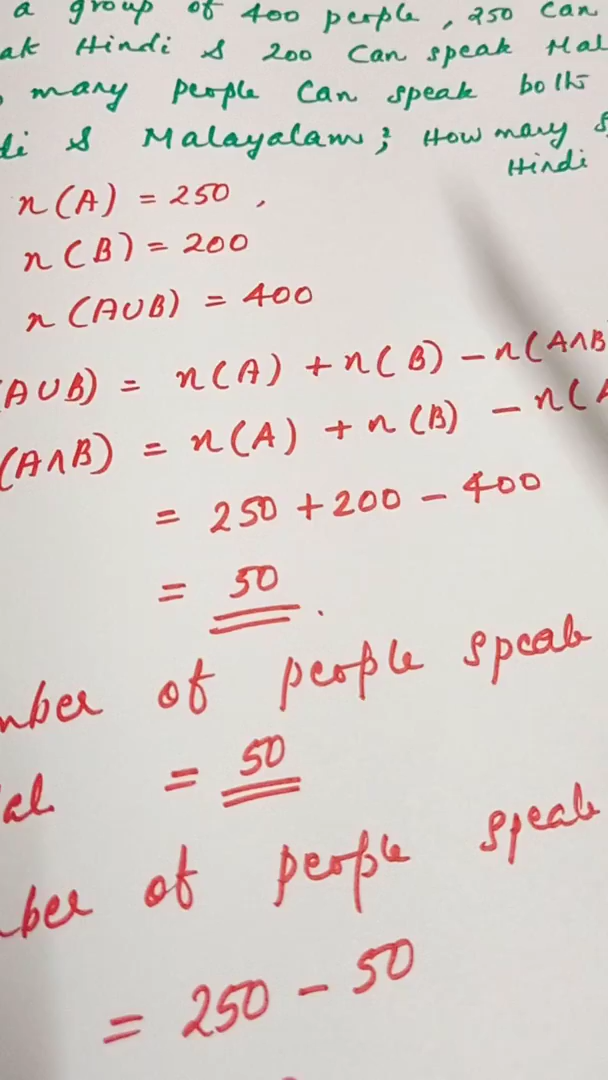 a group of 400 people, 250 can
ak Hindi & 200 can speak Mal
many people can speak both
di & Malayalam; How many s
Hindi
n(A) = 250,
n(B) = 200
n(A∪B) = 400
(A∪B) = n(A) + n(B) - n(A∩B
(A∩B) = n(A) + n(B) - n(A
= 250 + 200 - 400
= 50.
mber of people speak
al = 50
ber of people speak
= 250 - 50